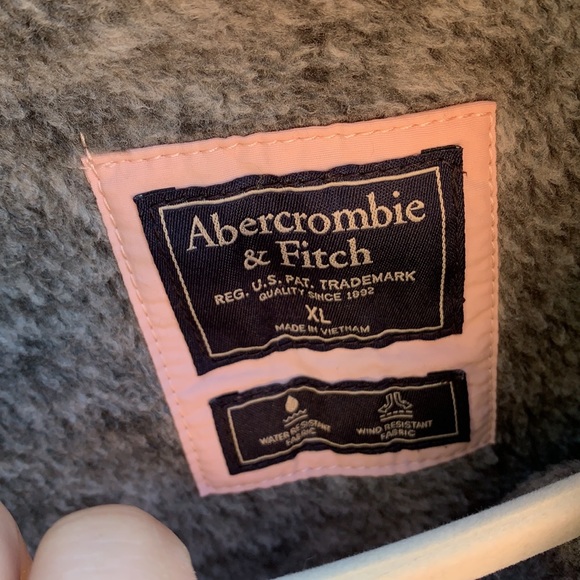 Abercrombie
& Fitch
REG. U.S. PAT. TRADEMARK
QUALITY SINCE 1892
XL
MADE IN VIETNAM
WATER RESISTANT
FABRIC
WIND RESISTANT
FABRIC